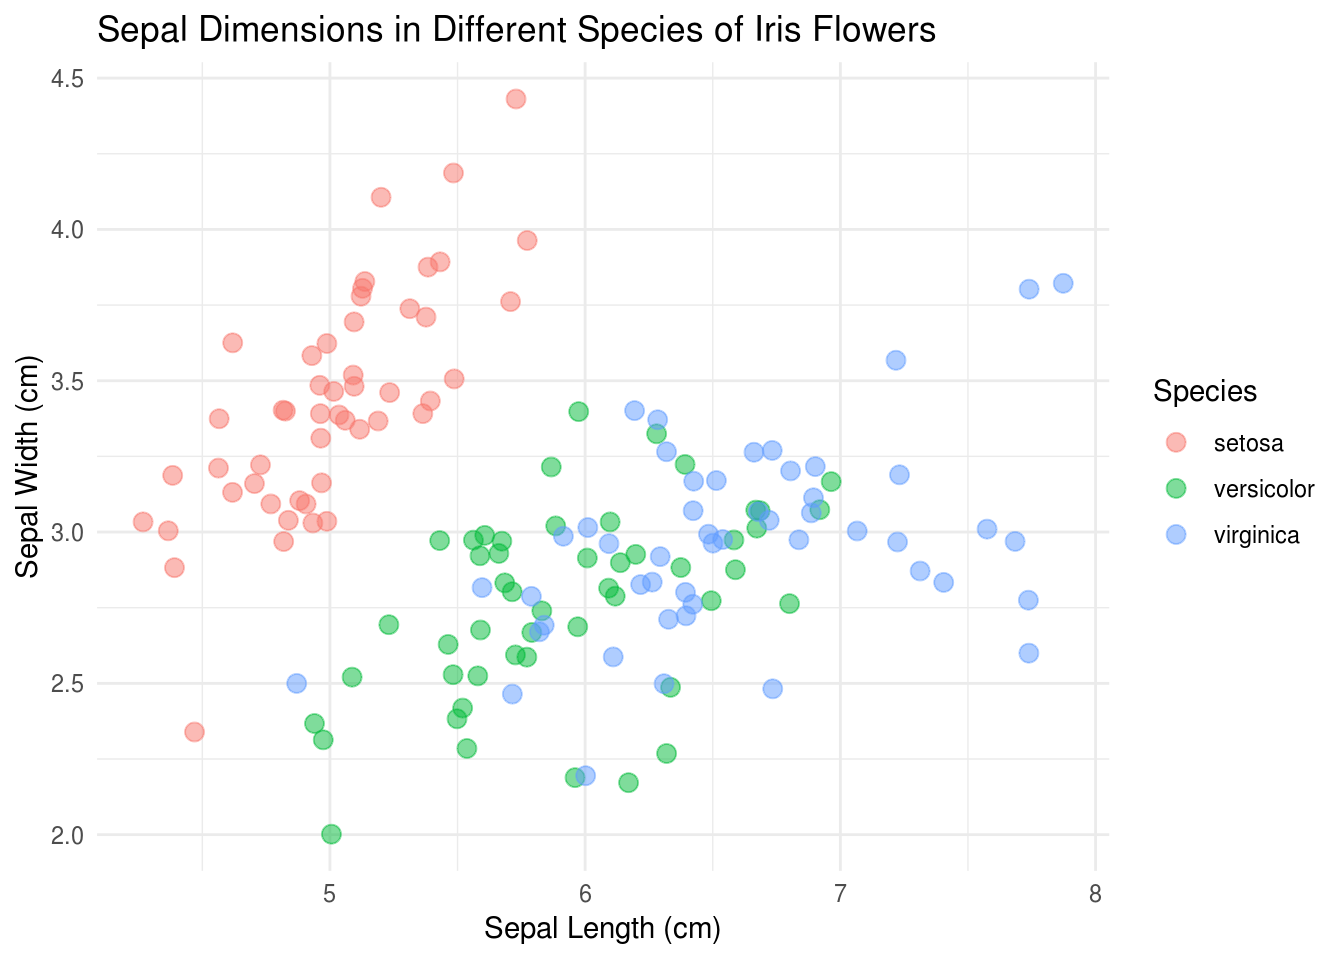 Sepal Dimensions in Different Species of Iris Flowers
4.5
4.0
3.5
3.0
2.5
2.0
Sepal Width (cm)
5 6 7 8
Sepal Length (cm)
Species
setosa
versicolor
virginica